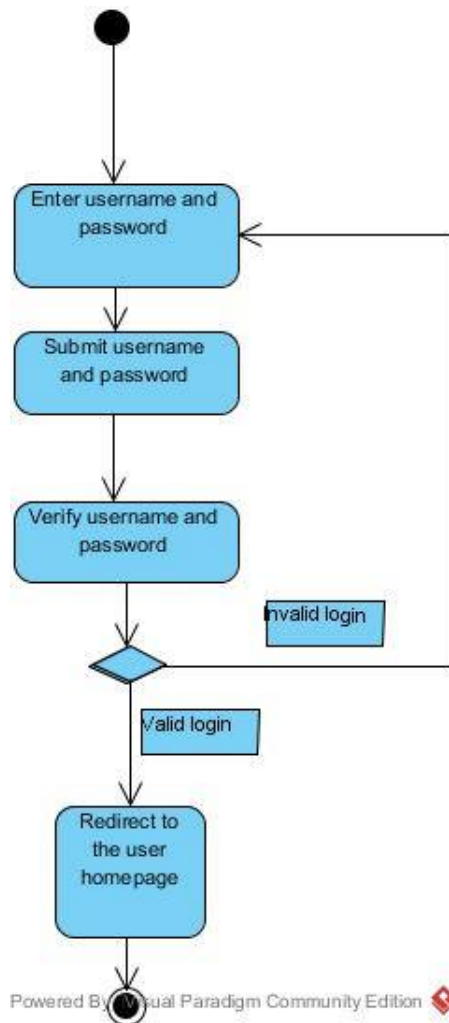 Enter username and
password
Submit username
and password
Verify username and
password
Invalid login
Valid login
Redirect to
the user
homepage
Powered By Visual Paradigm Community Edition